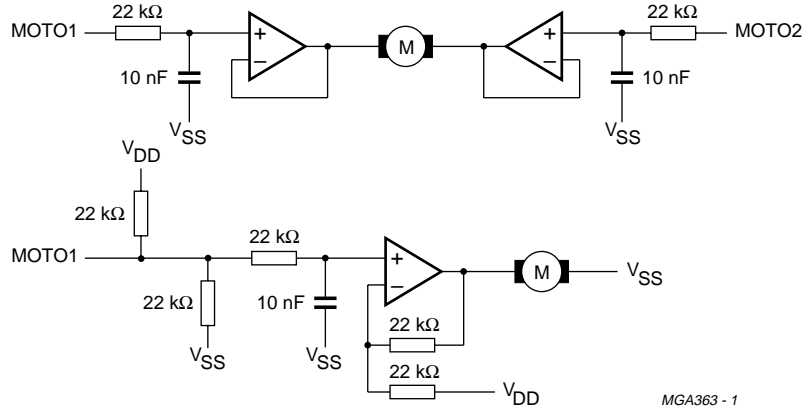 22 kΩ
22 kΩ
MOTO1
MOTO2
+
+
M
−
−
10 nF
10 nF
VSS
VSS
VDD
22 kΩ
MOTO1
22 kΩ
+
M
VSS
−
22 kΩ
10 nF
22 kΩ
VSS
VSS
22 kΩ
VDD
MGA363 - 1